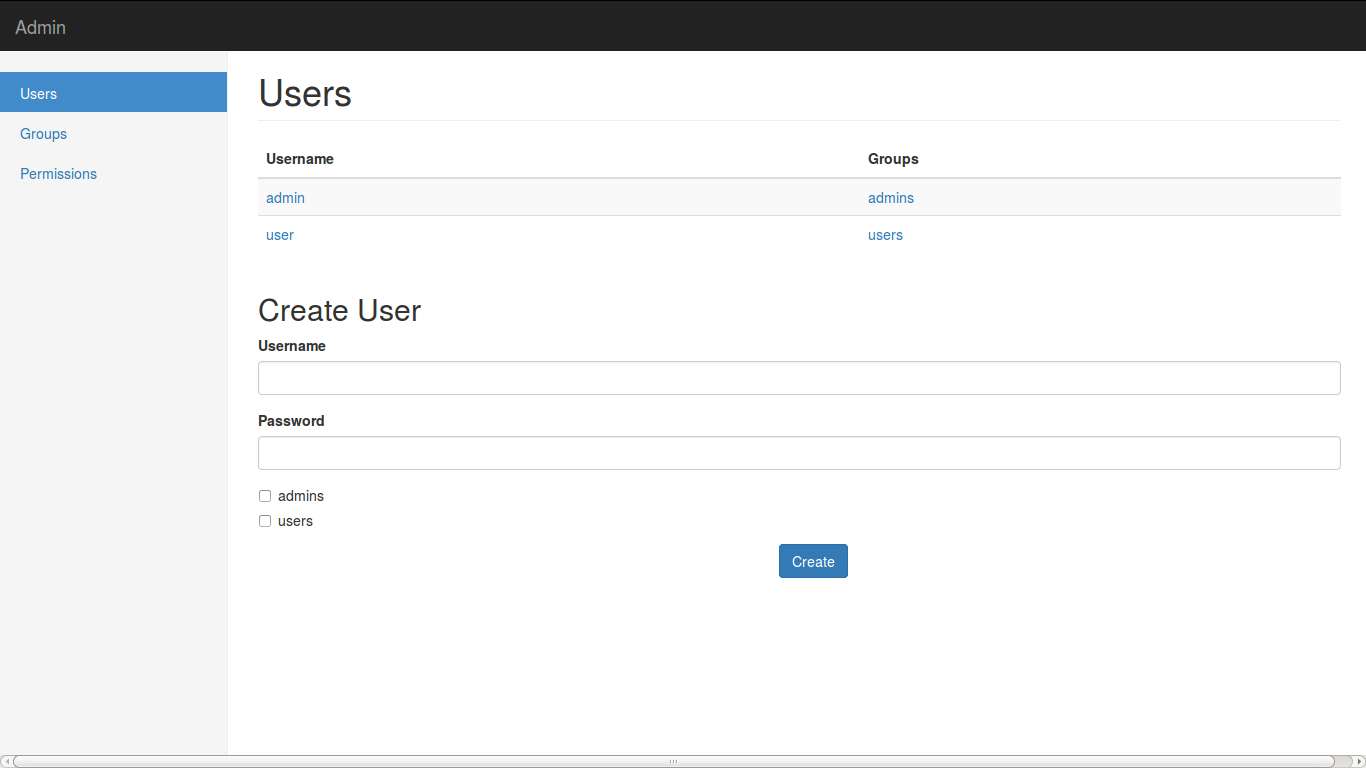 Admin
Users
Groups
Permissions
Users
Username Groups
admin admins
user users
Create User
Username
Password
admins
users
Create